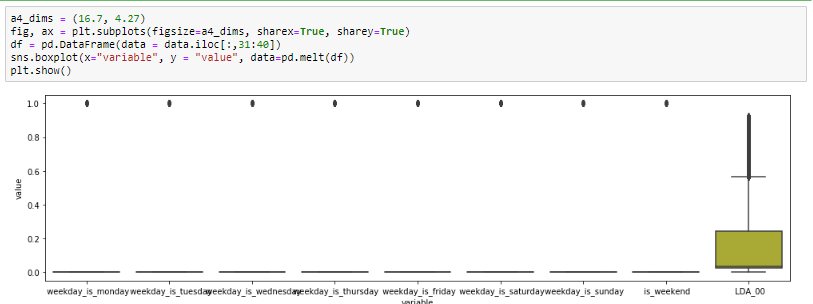 a4_dims = (16.7, 4.27)
fig, ax = plt.subplots(figsize=a4_dims, sharex=True, sharey=True)
df = pd.DataFrame(data = data.iloc[:,31:40])
sns.boxplot(x="variable", y = "value", data=pd.melt(df))
plt.show()
1.0
0.8
0.6
0.4
0.2
0.0
value
weekday_is_monday weekday_is_tuesday weekday_is_wednesday weekday_is_thursday weekday_is_friday weekday_is_saturday weekday_is_sunday is_weekend LDA_00
variable